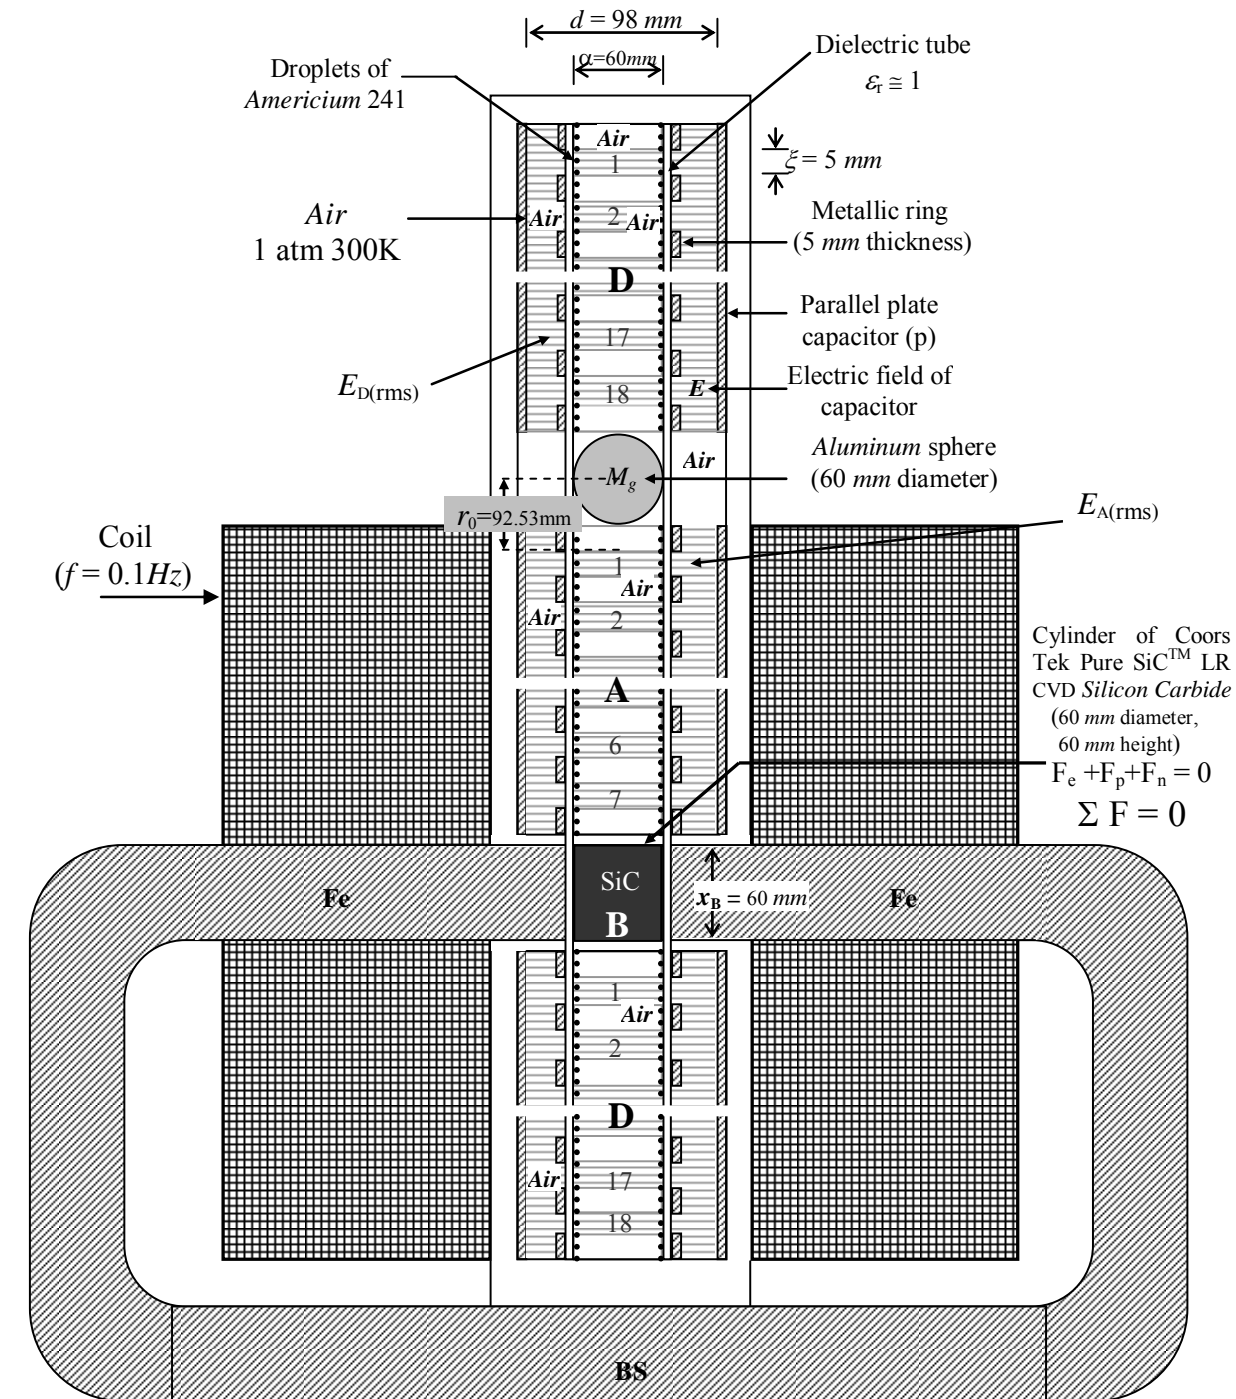 d = 98 mm
α=60mm
Droplets of
Americium 241
Dielectric tube
εr ≅ 1
Air
1
ξ = 5 mm
Air
1 atm 300K
Air
2
Air
Metallic ring
(5 mm thickness)
D
Parallel plate
capacitor (p)
17
ED(rms)
18
E
Electric field of
capacitor
Mg
Air
Aluminum sphere
(60 mm diameter)
r0=92.53mm
EA(rms)
Coil
(f = 0.1Hz)
1
Air
Air
2
Cylinder of Coors
Tek Pure SiC™ LR
CVD Silicon Carbide
(60 mm diameter,
60 mm height)
Fe +Fp+Fn = 0
Σ F = 0
A
6
7
Fe
SiC
B
xB = 60 mm
Fe
1
Air
2
D
Air
17
18
BS